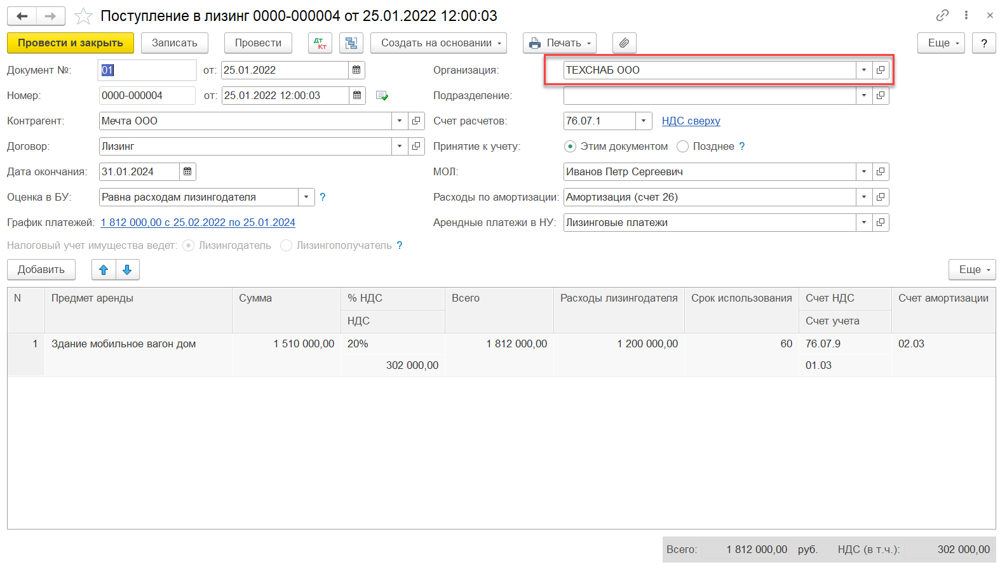 Поступление в лизинг 0000-000004 от 25.01.2022 12:00:03
Провести и закрыть Записать Провести Дт Кт Создать на основании Печать Еще ?
Документ №: 01 от: 25.01.2022 Организация: ТЕХСНАБ ООО
Номер: 0000-000004 от: 25.01.2022 12:00:03 Подразделение:
Контрагент: Мечта ООО Счет расчетов: 76.07.1 НДС сверху
Договор: Лизинг Принятие к учету: Этим документом Позднее ?
Дата окончания: 31.01.2024 МОЛ: Иванов Петр Сергеевич
Оценка в БУ: Равна расходам лизингодателя ? Расходы по амортизации: Амортизация (счет 26)
График платежей: 1 812 000,00 с 25.02.2022 по 25.01.2024 Арендные платежи в НУ: Лизинговые платежи
Налоговый учет имущества ведет: Лизингодатель Лизингополучатель ?
Добавить Еще
N Предмет аренды Сумма % НДС Всего Расходы лизингодателя Срок использования Счет НДС Счет амортизации
НДС Счет учета
1 Здание мобильное вагон дом 1 510 000,00 20% 1 812 000,00 1 200 000,00 60 76.07.9 02.03
302 000,00 01.03
Всего: 1 812 000,00 руб. НДС (в т.ч.): 302 000,00